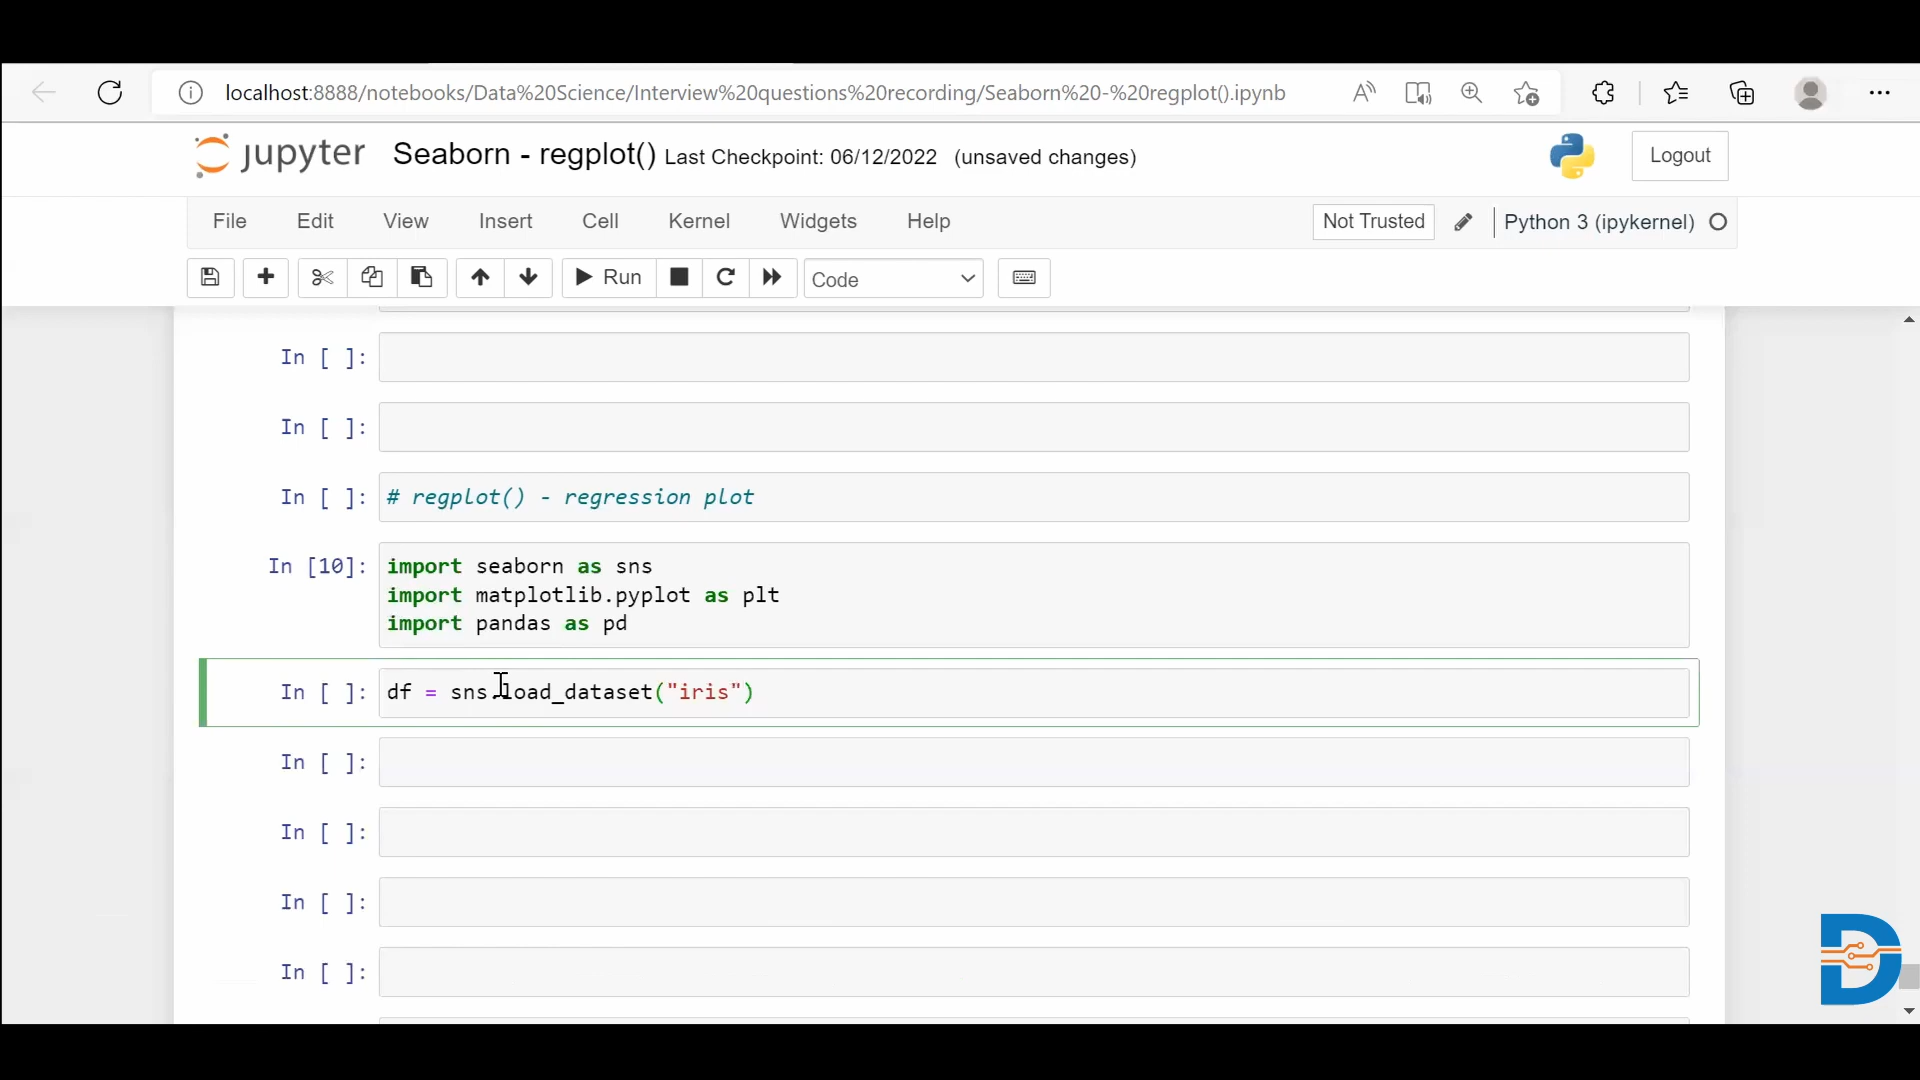 localhost:8888/notebooks/Data%20Science/Interview%20questions%20recording/Seaborn%20-%20regplot().ipynb
jupyter Seaborn - regplot() Last Checkpoint: 06/12/2022 (unsaved changes) Logout
File Edit View Insert Cell Kernel Widgets Help Not Trusted Python 3 (ipykernel)
Run Code
In [ ]:
In [ ]:
In [ ]: # regplot() - regression plot
In [10]: import seaborn as sns
import matplotlib.pyplot as plt
import pandas as pd
In [ ]: df = sns.load_dataset("iris")
In [ ]:
In [ ]:
In [ ]:
In [ ]: